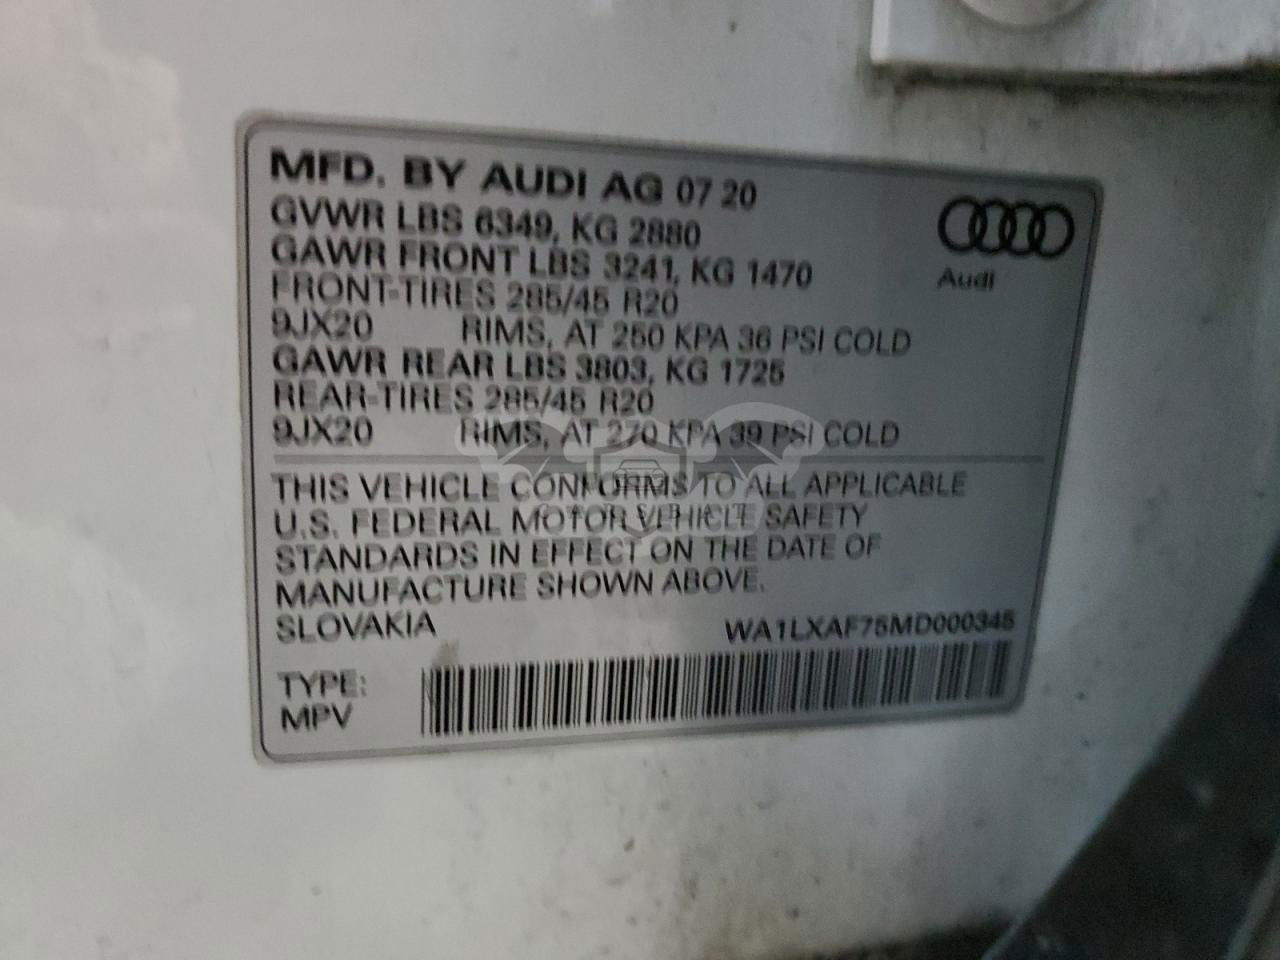 MFD. BY AUDI AG 07 20
GVWR LBS 6349, KG 2880
GAWR FRONT LBS 3241, KG 1470
FRONT-TIRES 285/45 R20
9JX20 RIMS, AT 250 KPA 36 PSI COLD
GAWR REAR LBS 3803, KG 1725
REAR-TIRES 285/45 R20
9JX20 RIMS, AT 270 KPA 39 PSI COLD
Audi
THIS VEHICLE CONFORMS TO ALL APPLICABLE
U.S. FEDERAL MOTOR VEHICLE SAFETY
STANDARDS IN EFFECT ON THE DATE OF
MANUFACTURE SHOWN ABOVE.
SLOVAKIA WA1LXAF75MD000345
TYPE:
MPV